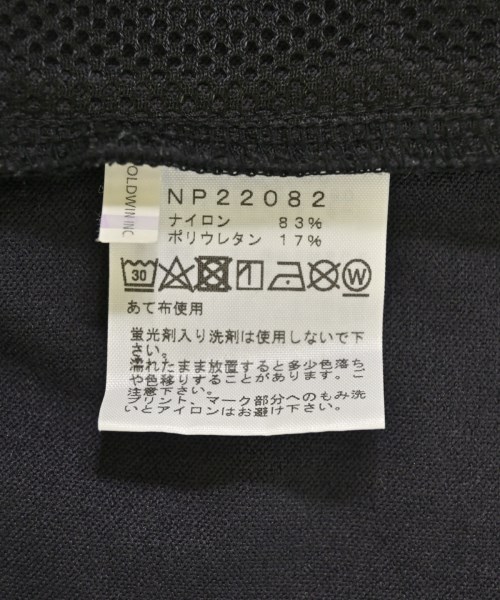 OLDWIN INC
NP22082
ナイロン 83%
ポリウレタン 17%
30 W
あて布使用
蛍光剤入り洗剤は使用しないで下
さい。
濡れたまま放置すると多少色落ち
や色移りすることがあります。ご
注意下さい。
プリント、マーク部分へのもみ洗
いとアイロンはお避け下さい。